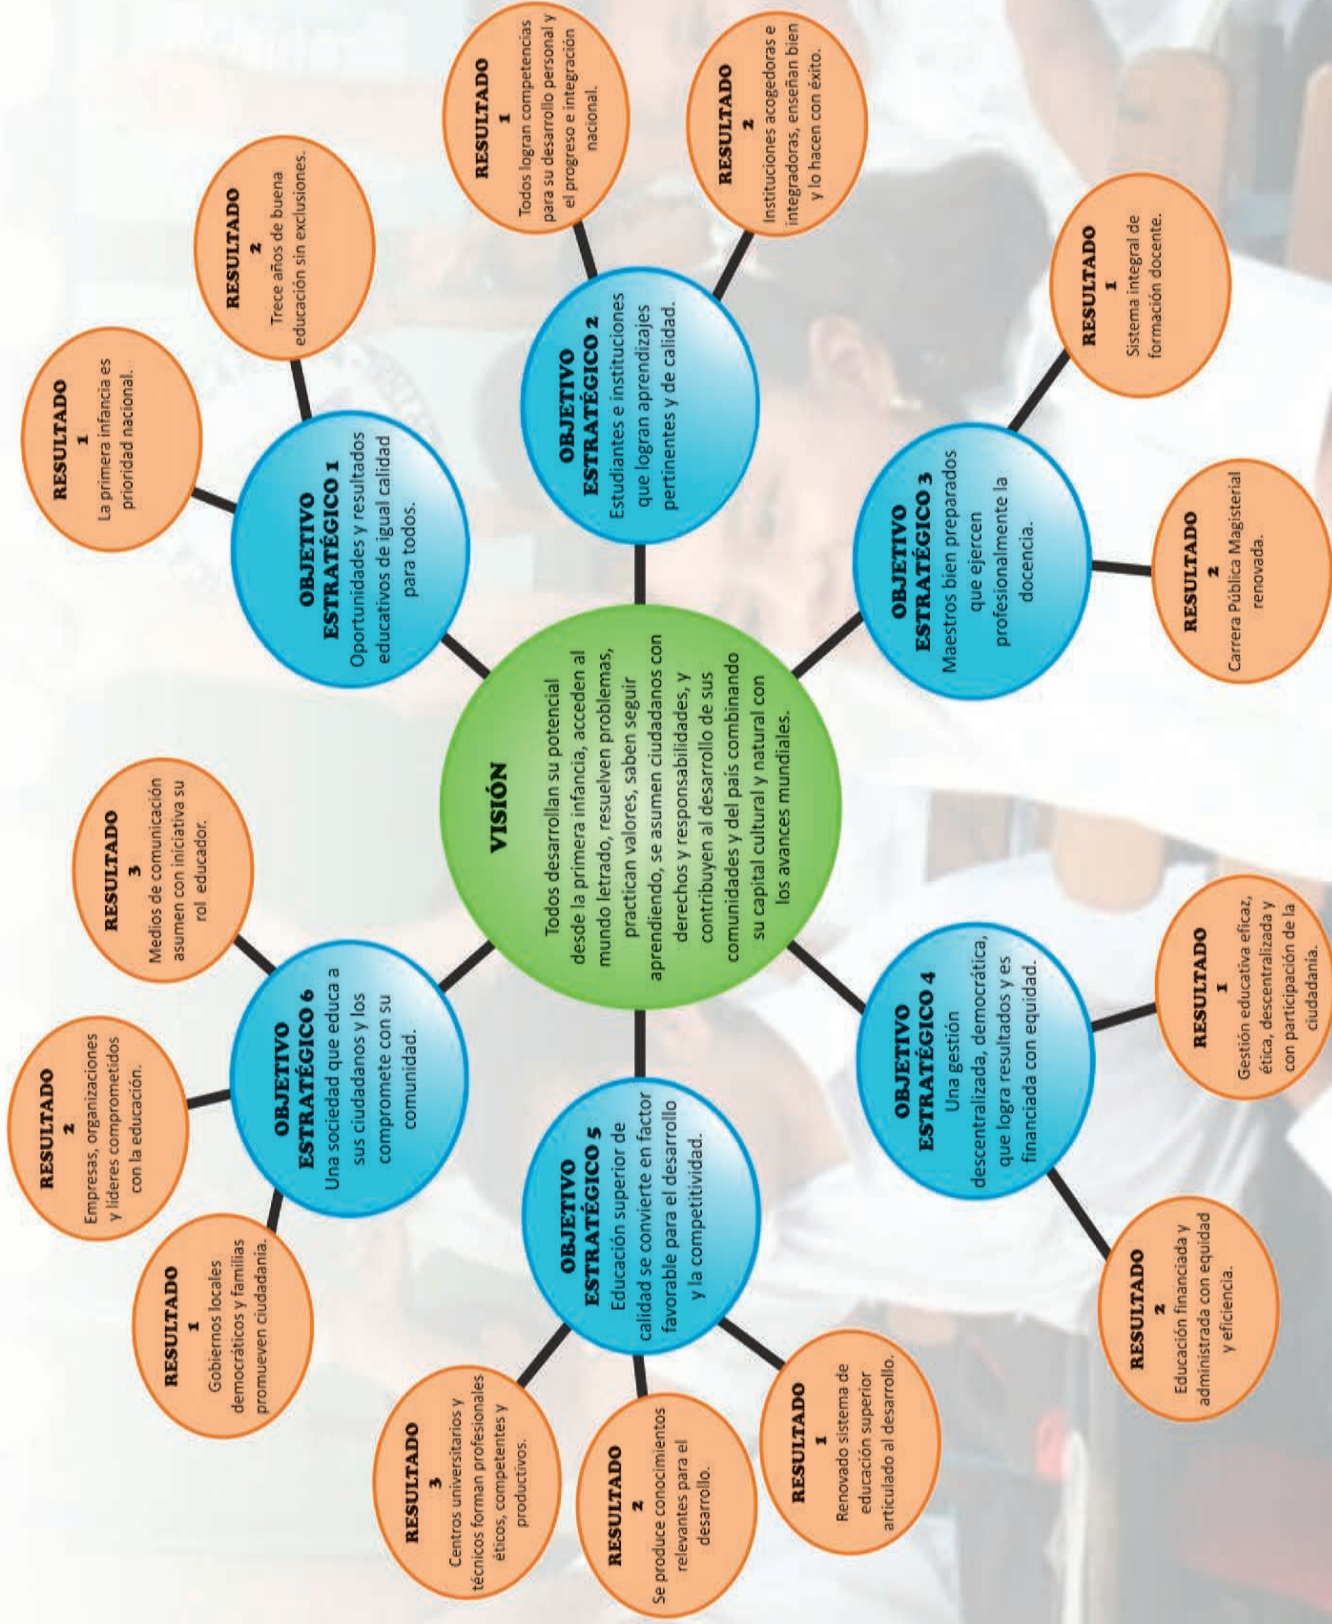 VISIÓN
Todos desarrollan su potencial
desde la primera infancia, acceden al
mundo letrado, resuelven problemas,
practican valores, saben seguir
aprendiendo, se asumen ciudadanos con
derechos y responsabilidades, y
contribuyen al desarrollo de sus
comunidades y del país combinando
su capital cultural y natural con
los avances mundiales.
OBJETIVO
ESTRATÉGICO 1
Oportunidades y resultados
educativos de igual calidad
para todos.
RESULTADO
1
La primera infancia es
prioridad nacional.
RESULTADO
2
Trece años de buena
educación sin exclusiones.
OBJETIVO
ESTRATÉGICO 2
Estudiantes e instituciones
que logran aprendizajes
pertinentes y de calidad.
RESULTADO
1
Todos logran competencias
para su desarrollo personal y
el progreso e integración
nacional.
RESULTADO
2
Instituciones acogedoras e
integradoras, enseñan bien
y lo hacen con éxito.
OBJETIVO
ESTRATÉGICO 3
Maestros bien preparados
que ejercen
profesionalmente la
docencia.
RESULTADO
1
Sistema integral de
formación docente.
RESULTADO
2
Carrera Pública Magisterial
renovada.
OBJETIVO
ESTRATÉGICO 4
Una gestión
descentralizada, democrática,
que logra resultados y es
financiada con equidad.
RESULTADO
1
Gestión educativa eficaz,
ética, descentralizada y
con participación de la
ciudadanía.
RESULTADO
2
Educación financiada y
administrada con equidad
y eficiencia.
OBJETIVO
ESTRATÉGICO 5
Educación superior de
calidad se convierte en factor
favorable para el desarrollo
y la competitividad.
RESULTADO
1
Renovado sistema de
educación superior
articulado al desarrollo.
RESULTADO
2
Se produce conocimientos
relevantes para el
desarrollo.
RESULTADO
3
Centros universitarios y
técnicos forman profesionales
éticos, competentes y
productivos.
OBJETIVO
ESTRATÉGICO 6
Una sociedad que educa a
sus ciudadanos y los
compromete con su
comunidad.
RESULTADO
1
Gobiernos locales
democráticos y familias
promueven ciudadanía.
RESULTADO
2
Empresas, organizaciones
y líderes comprometidos
con la educación.
RESULTADO
3
Medios de comunicación
asumen con iniciativa su
rol educador.